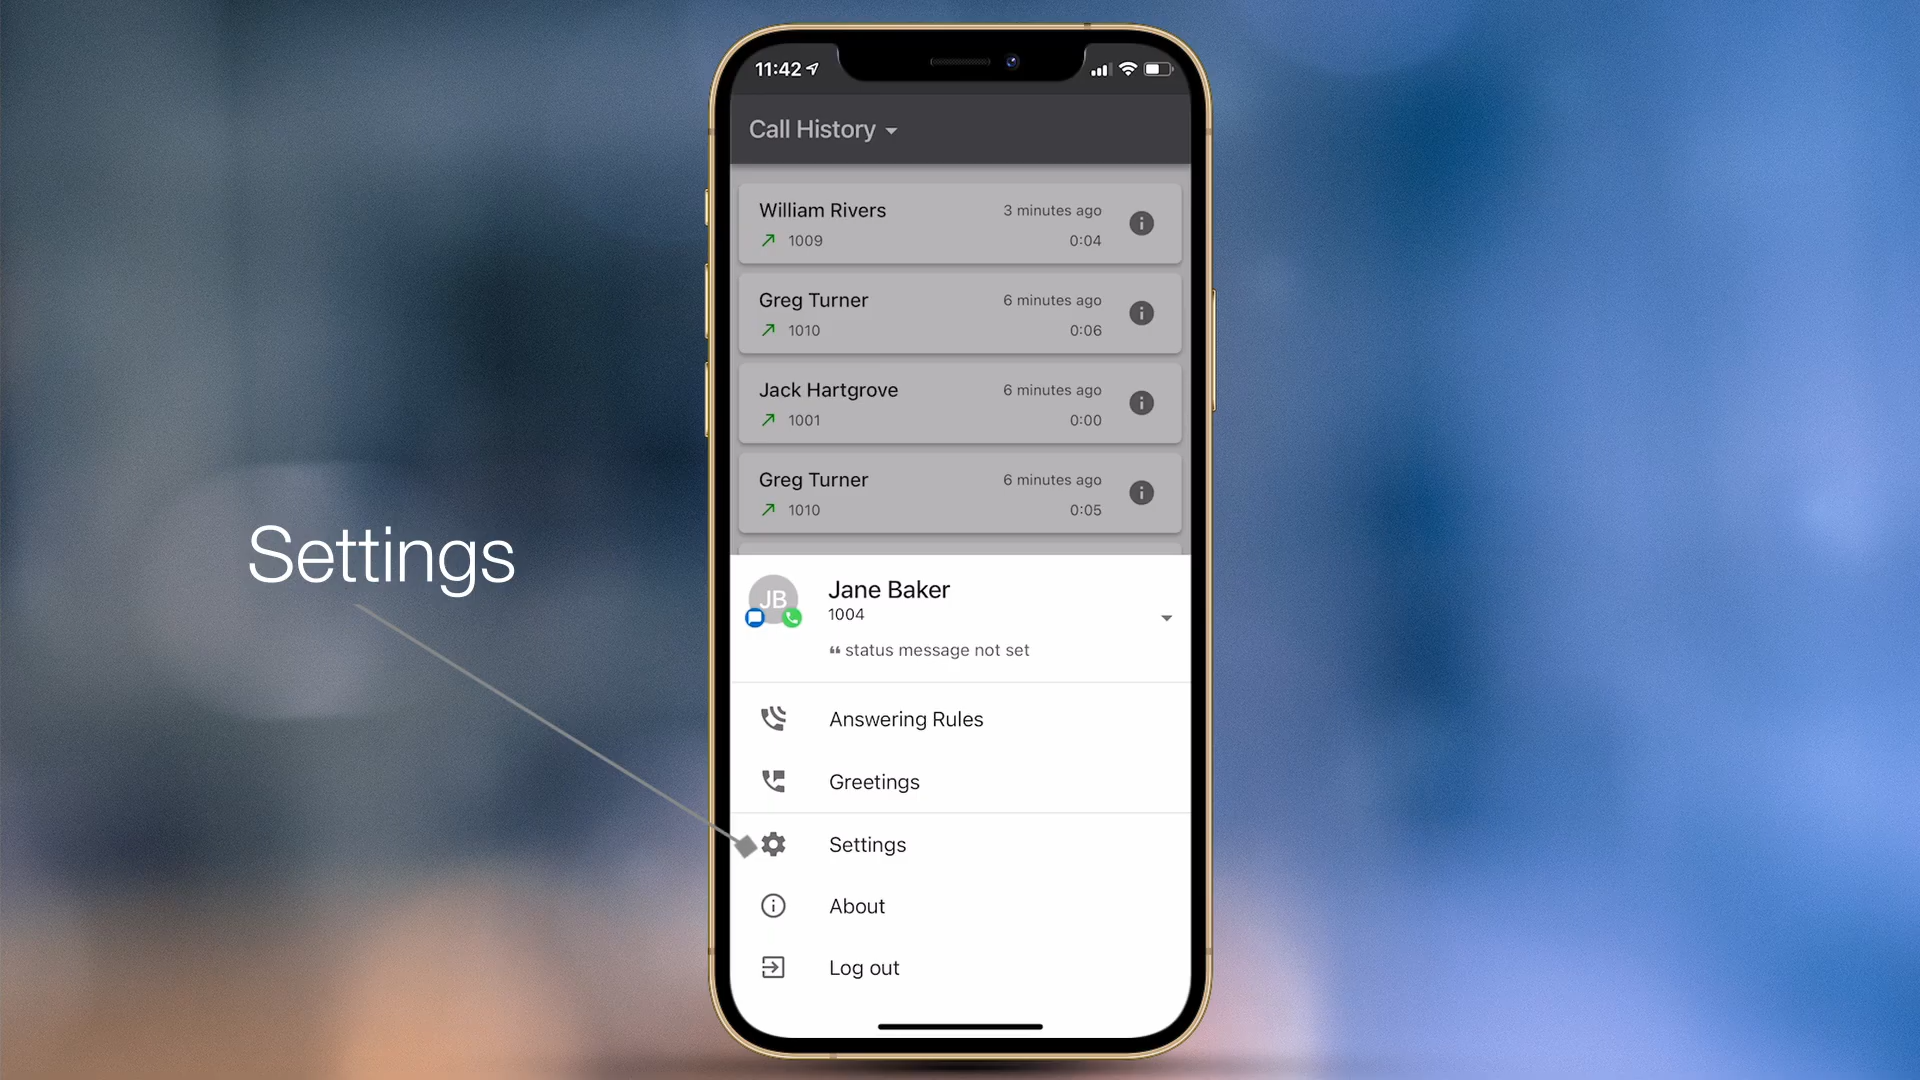 11:42
Call History
William Rivers
3 minutes ago
1009
0:04
Greg Turner
6 minutes ago
1010
0:06
Jack Hartgrove
6 minutes ago
1001
0:00
Greg Turner
6 minutes ago
1010
0:05
Settings
JB
Jane Baker
1004
❝ status message not set
Answering Rules
Greetings
Settings
About
Log out